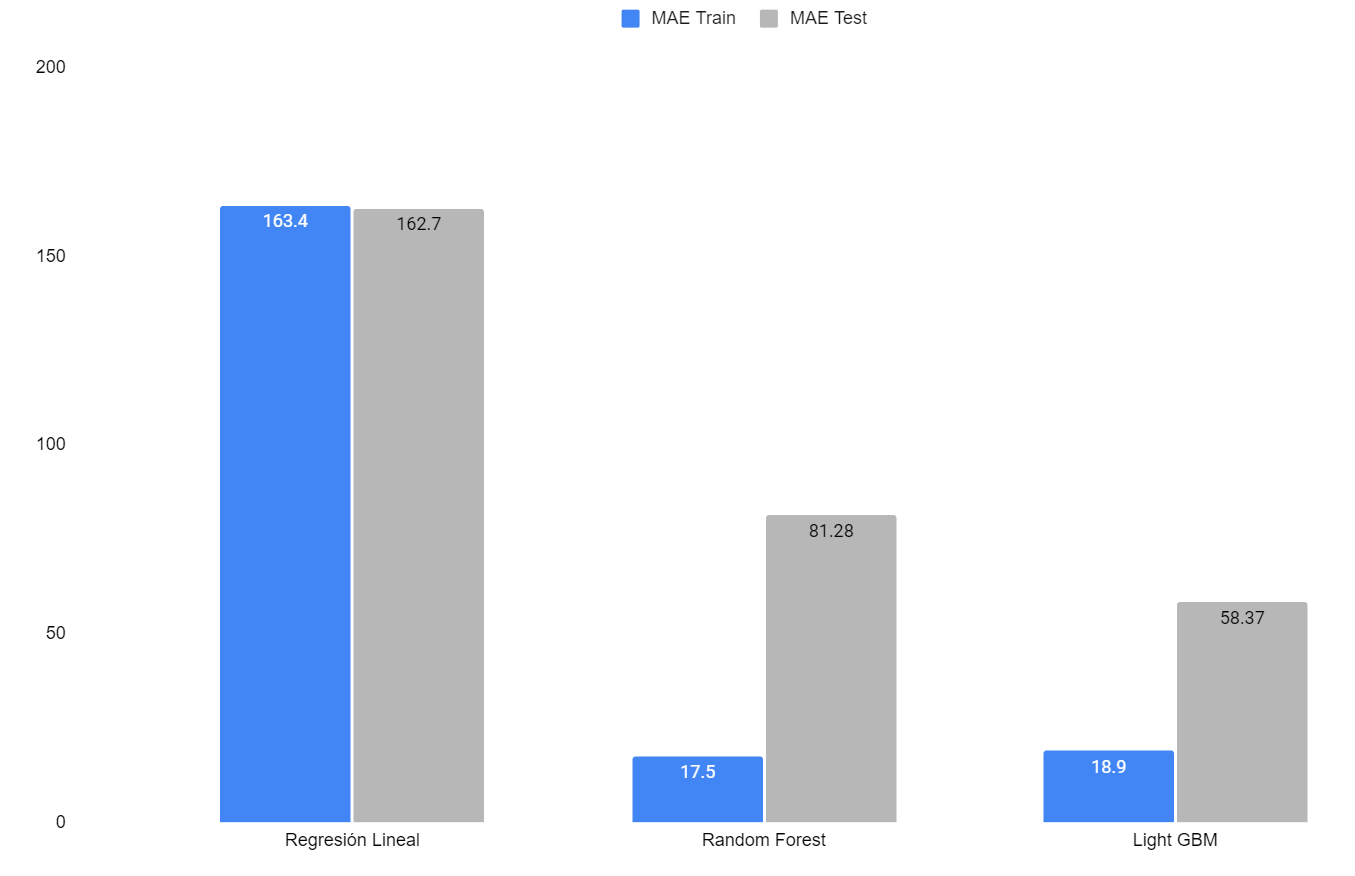 MAE Train MAE Test
200
150
100
50
0
163.4
162.7
17.5
81.28
18.9
58.37
Regresión Lineal
Random Forest
Light GBM